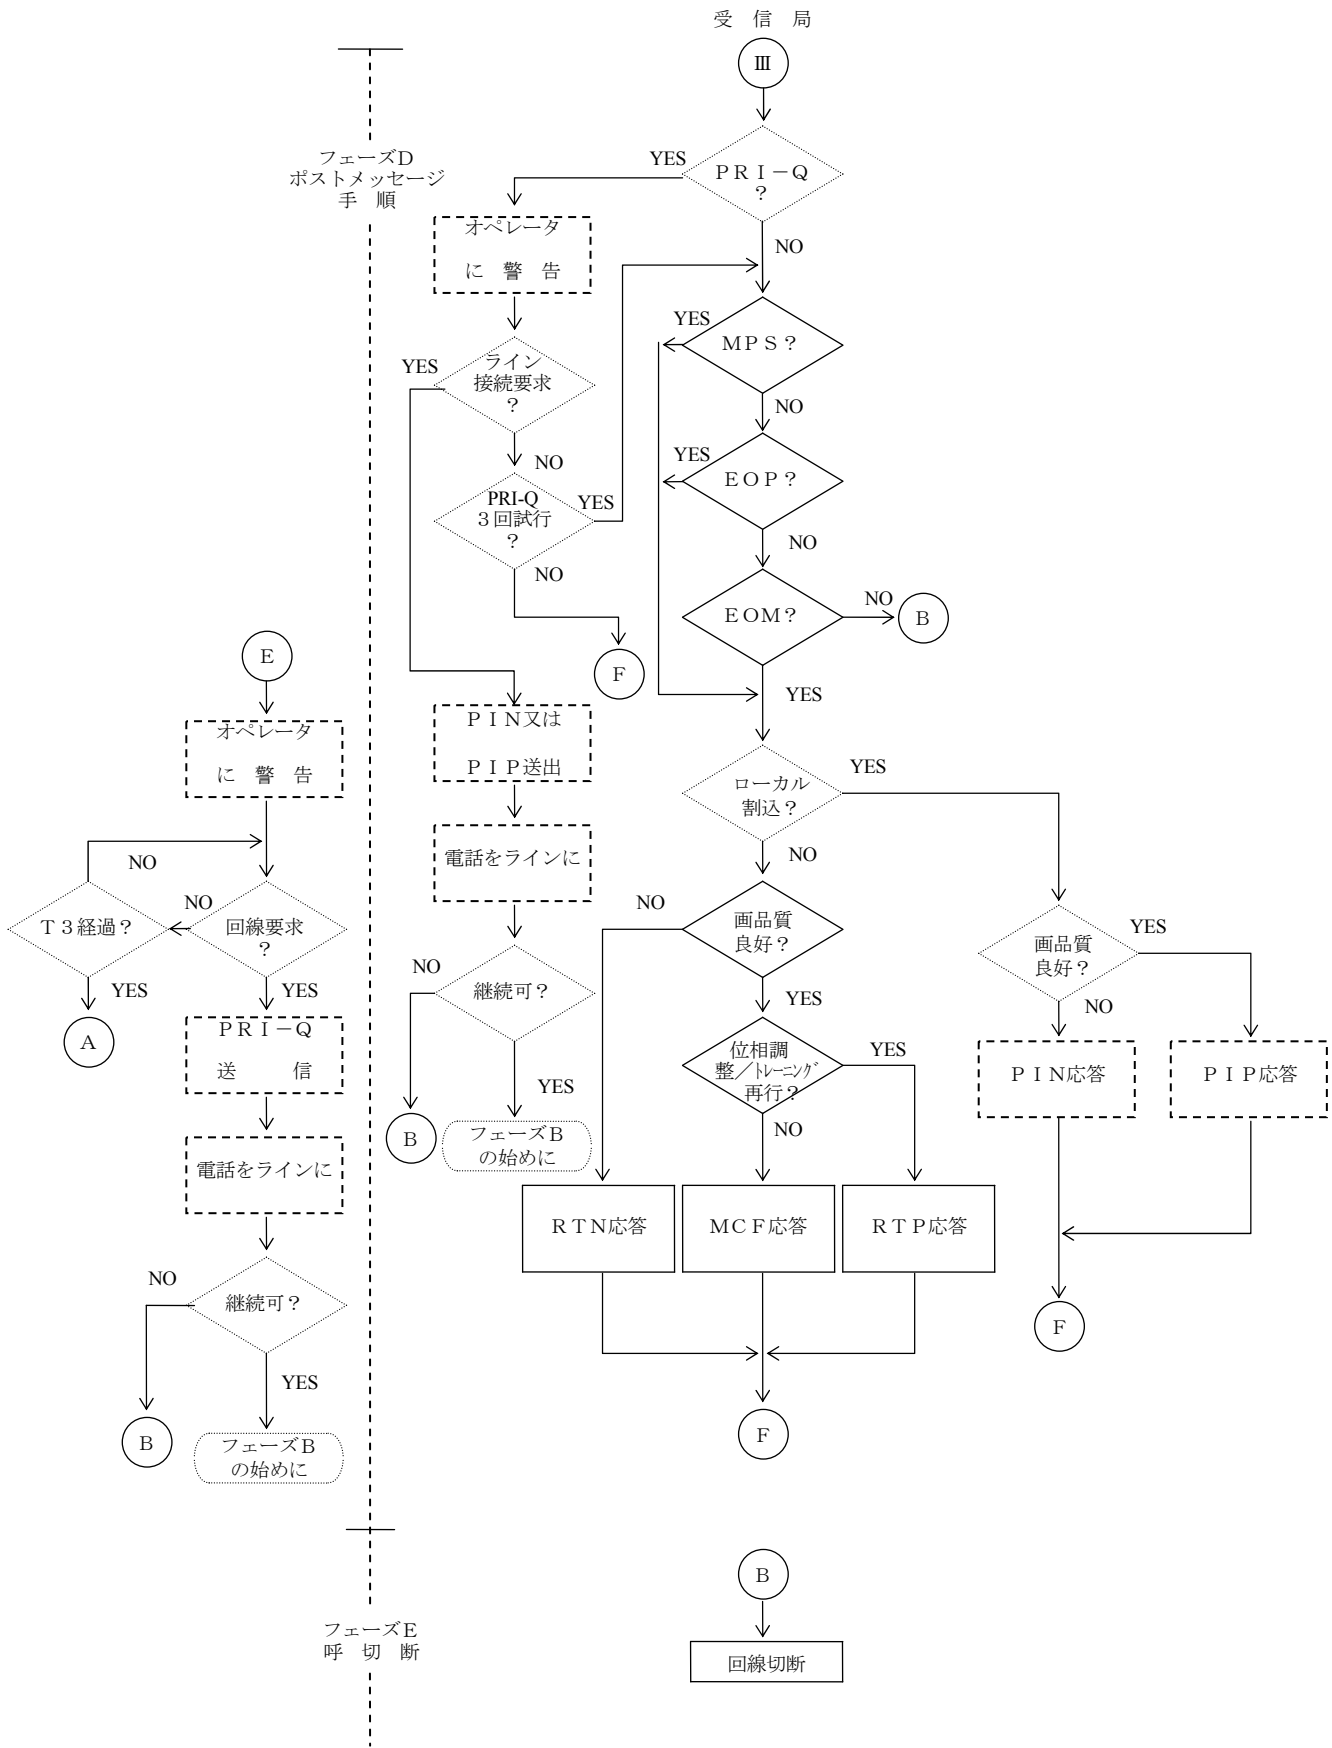 受 信 局
Ⅲ
フェーズD
ポストメッセージ
手 順
YES
PRI－Q
?
NO
オペレータ
に 警 告
YES
MPS?
NO
YES
ライン
接続要求
?
NO
YES
EOP?
NO
PRI-Q
3回試行
?
YES
NO
EOM?
NO
B
YES
F
E
オペレータ
に 警 告
PIN又は
PIP送出
ローカル
割込?
YES
NO
NO
T3経過?
NO
回線要求
?
YES
YES
A
電話をラインに
NO
画品質
良好?
YES
画品質
良好?
YES
NO
NO
継続可?
YES
PRI－Q
送 信
位相調
整／ﾄﾚｰﾆﾝｸﾞ
再行?
YES
NO
PIN応答
PIP応答
B
フェーズB
の始めに
電話をラインに
RTN応答
MCF応答
RTP応答
NO
継続可?
YES
F
B
フェーズB
の始めに
F
B
フェーズE
呼 切 断
回線切断